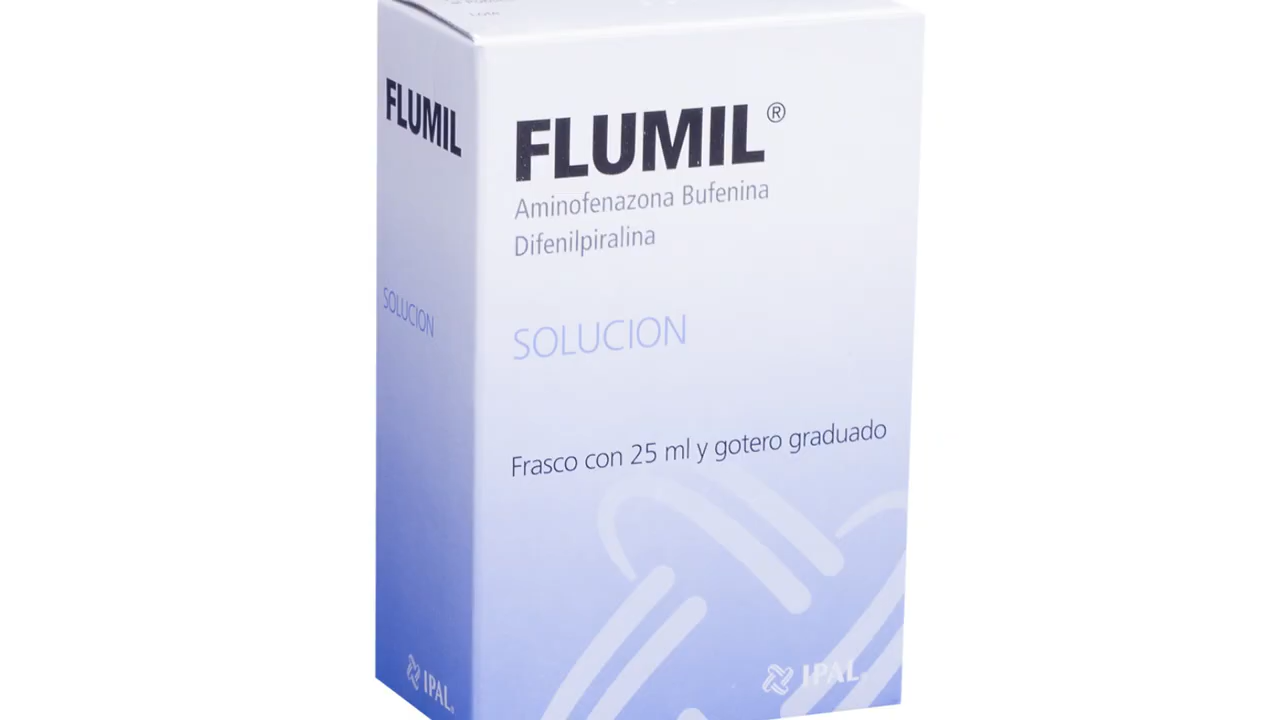 FLUMIL
SOLUCION
IPAL
FLUMIL®
Aminofenazona Bufenina
Difenilpiralina
SOLUCION
Frasco con 25 ml y gotero graduado
IPAL